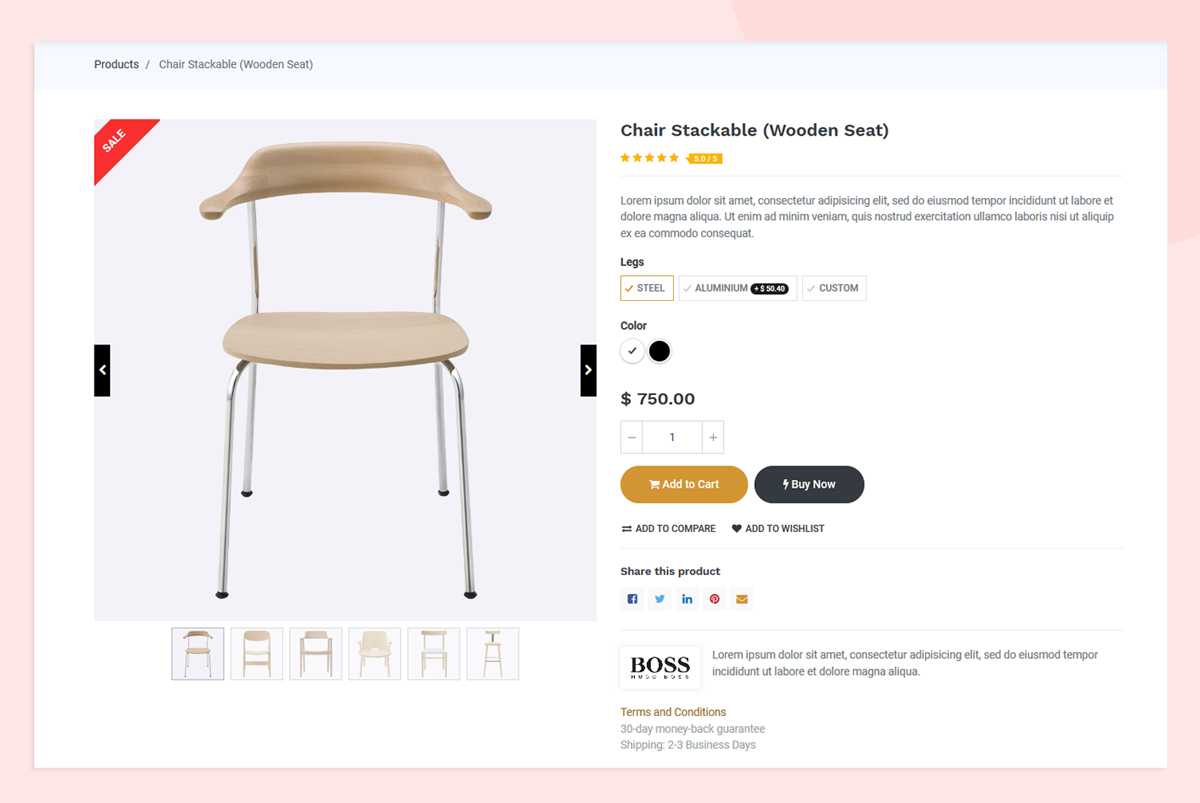 Products / Chair Stackable (Wooden Seat)
SALE
Chair Stackable (Wooden Seat)
5.0 / 5
Lorem ipsum dolor sit amet, consectetur adipisicing elit, sed do eiusmod tempor incididunt ut labore et
dolore magna aliqua. Ut enim ad minim veniam, quis nostrud exercitation ullamco laboris nisi ut aliquip
ex ea commodo consequat.
Legs
STEEL ALUMINIUM + $ 50.40 CUSTOM
Color
$ 750.00
1
Add to Cart Buy Now
ADD TO COMPARE ADD TO WISHLIST
Share this product
BOSS
HUGO BOSS
Lorem ipsum dolor sit amet, consectetur adipisicing elit, sed do eiusmod tempor
incididunt ut labore et dolore magna aliqua.
Terms and Conditions
30-day money-back guarantee
Shipping: 2-3 Business Days